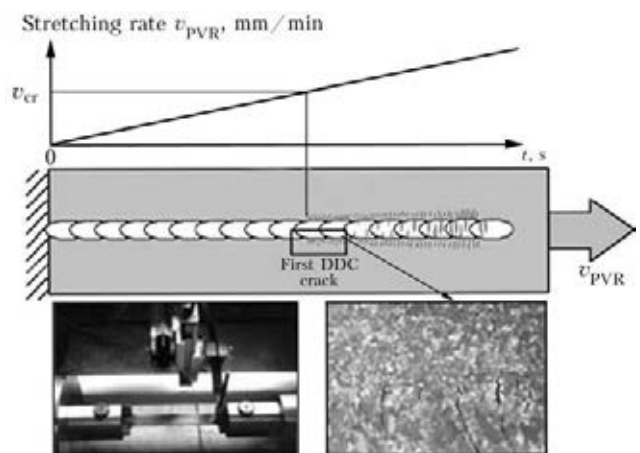 Stretching rate v_PVR, mm/min
v_cr
0
t, s
First DDC
crack
v_PVR